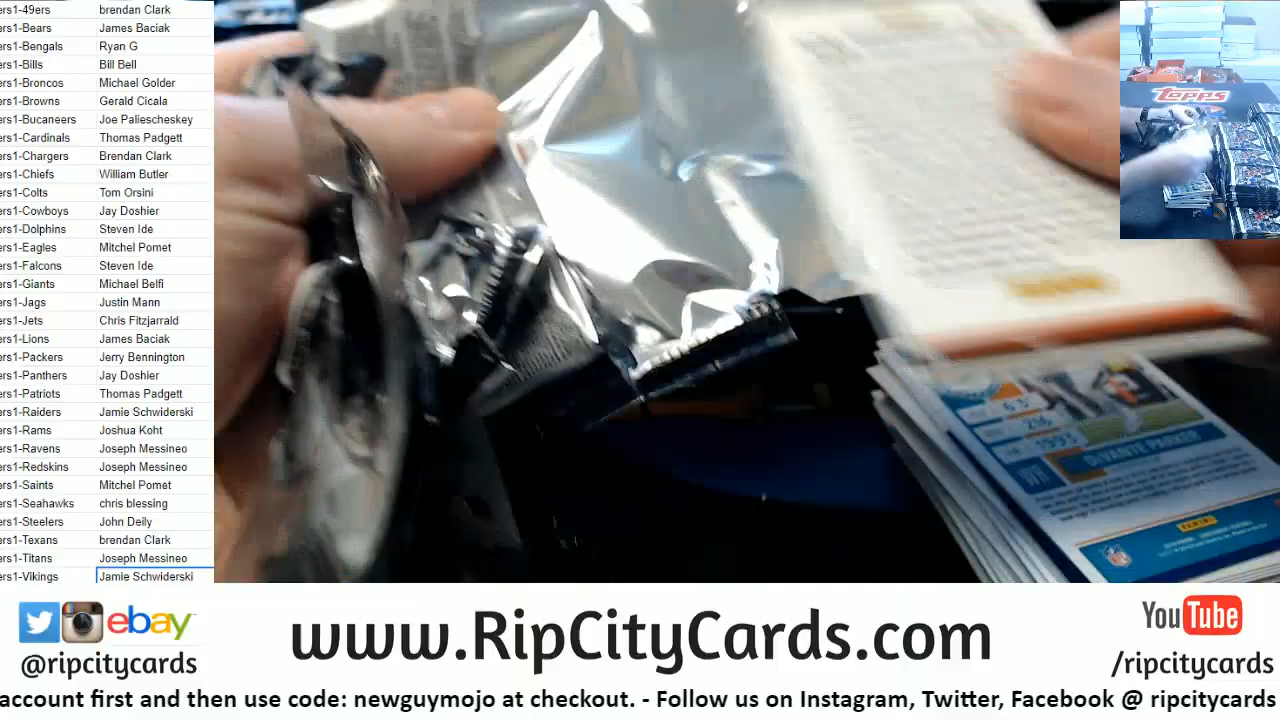 ers1-49ers brendan Clark
ers1-Bears James Baciak
ers1-Bengals Ryan G
ers1-Bills Bill Bell
ers1-Broncos Michael Golder
ers1-Browns Gerald Cicala
ers1-Bucaneers Joe Paliescheskey
ers1-Cardinals Thomas Padgett
ers1-Chargers Brendan Clark
ers1-Chiefs William Butler
ers1-Colts Tom Orsini
ers1-Cowboys Jay Doshier
ers1-Dolphins Steven Ide
ers1-Eagles Mitchel Pomet
ers1-Falcons Steven Ide
ers1-Giants Michael Belfi
ers1-Jags Justin Mann
ers1-Jets Chris Fitzjarrald
ers1-Lions James Baciak
ers1-Packers Jerry Bennington
ers1-Panthers Jay Doshier
ers1-Patriots Thomas Padgett
ers1-Raiders Jamie Schwiderski
ers1-Rams Joshua Koht
ers1-Ravens Joseph Messineo
ers1-Redskins Joseph Messineo
ers1-Saints Mitchel Pomet
ers1-Seahawks chris blessing
ers1-Steelers John Deily
ers1-Texans brendan Clark
ers1-Titans Joseph Messineo
ers1-Vikings Jamie Schwiderski
Topps
216
1993
WR
DeVANTE PARKER
PANINI
NFL
ebay
@ripcitycards
www.RipCityCards.com
YouTube
/ripcitycards
account first and then use code: newguymojo at checkout. - Follow us on Instagram, Twitter, Facebook @ ripcitycards